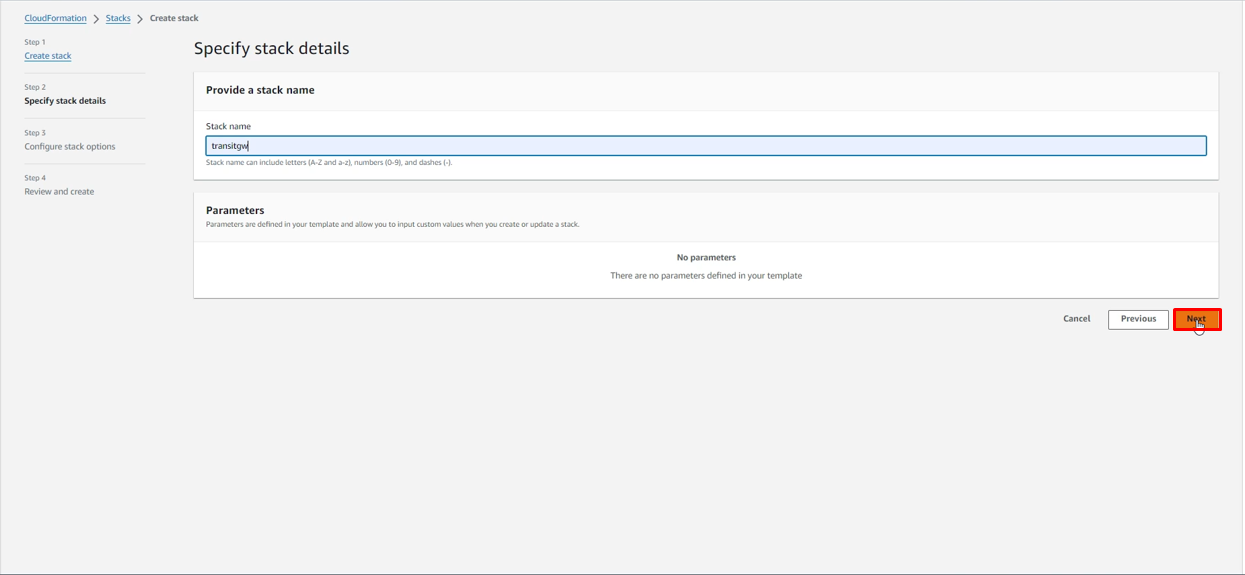 CloudFormation > Stacks > Create stack
Step 1
Create stack
Step 2
Specify stack details
Step 3
Configure stack options
Step 4
Review and create
Specify stack details
Provide a stack name
Stack name
transitgw
Stack name can include letters (A-Z and a-z), numbers (0-9), and dashes (-).
Parameters
Parameters are defined in your template and allow you to input custom values when you create or update a stack.
No parameters
There are no parameters defined in your template
Cancel
Previous
Next